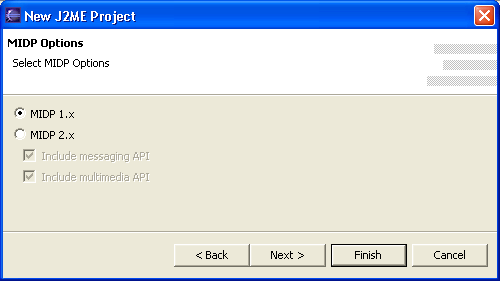 New J2ME Project
MIDP Options
Select MIDP Options
MIDP 1.x
MIDP 2.x
Include messaging API
Include multimedia API
< Back Next > Finish Cancel